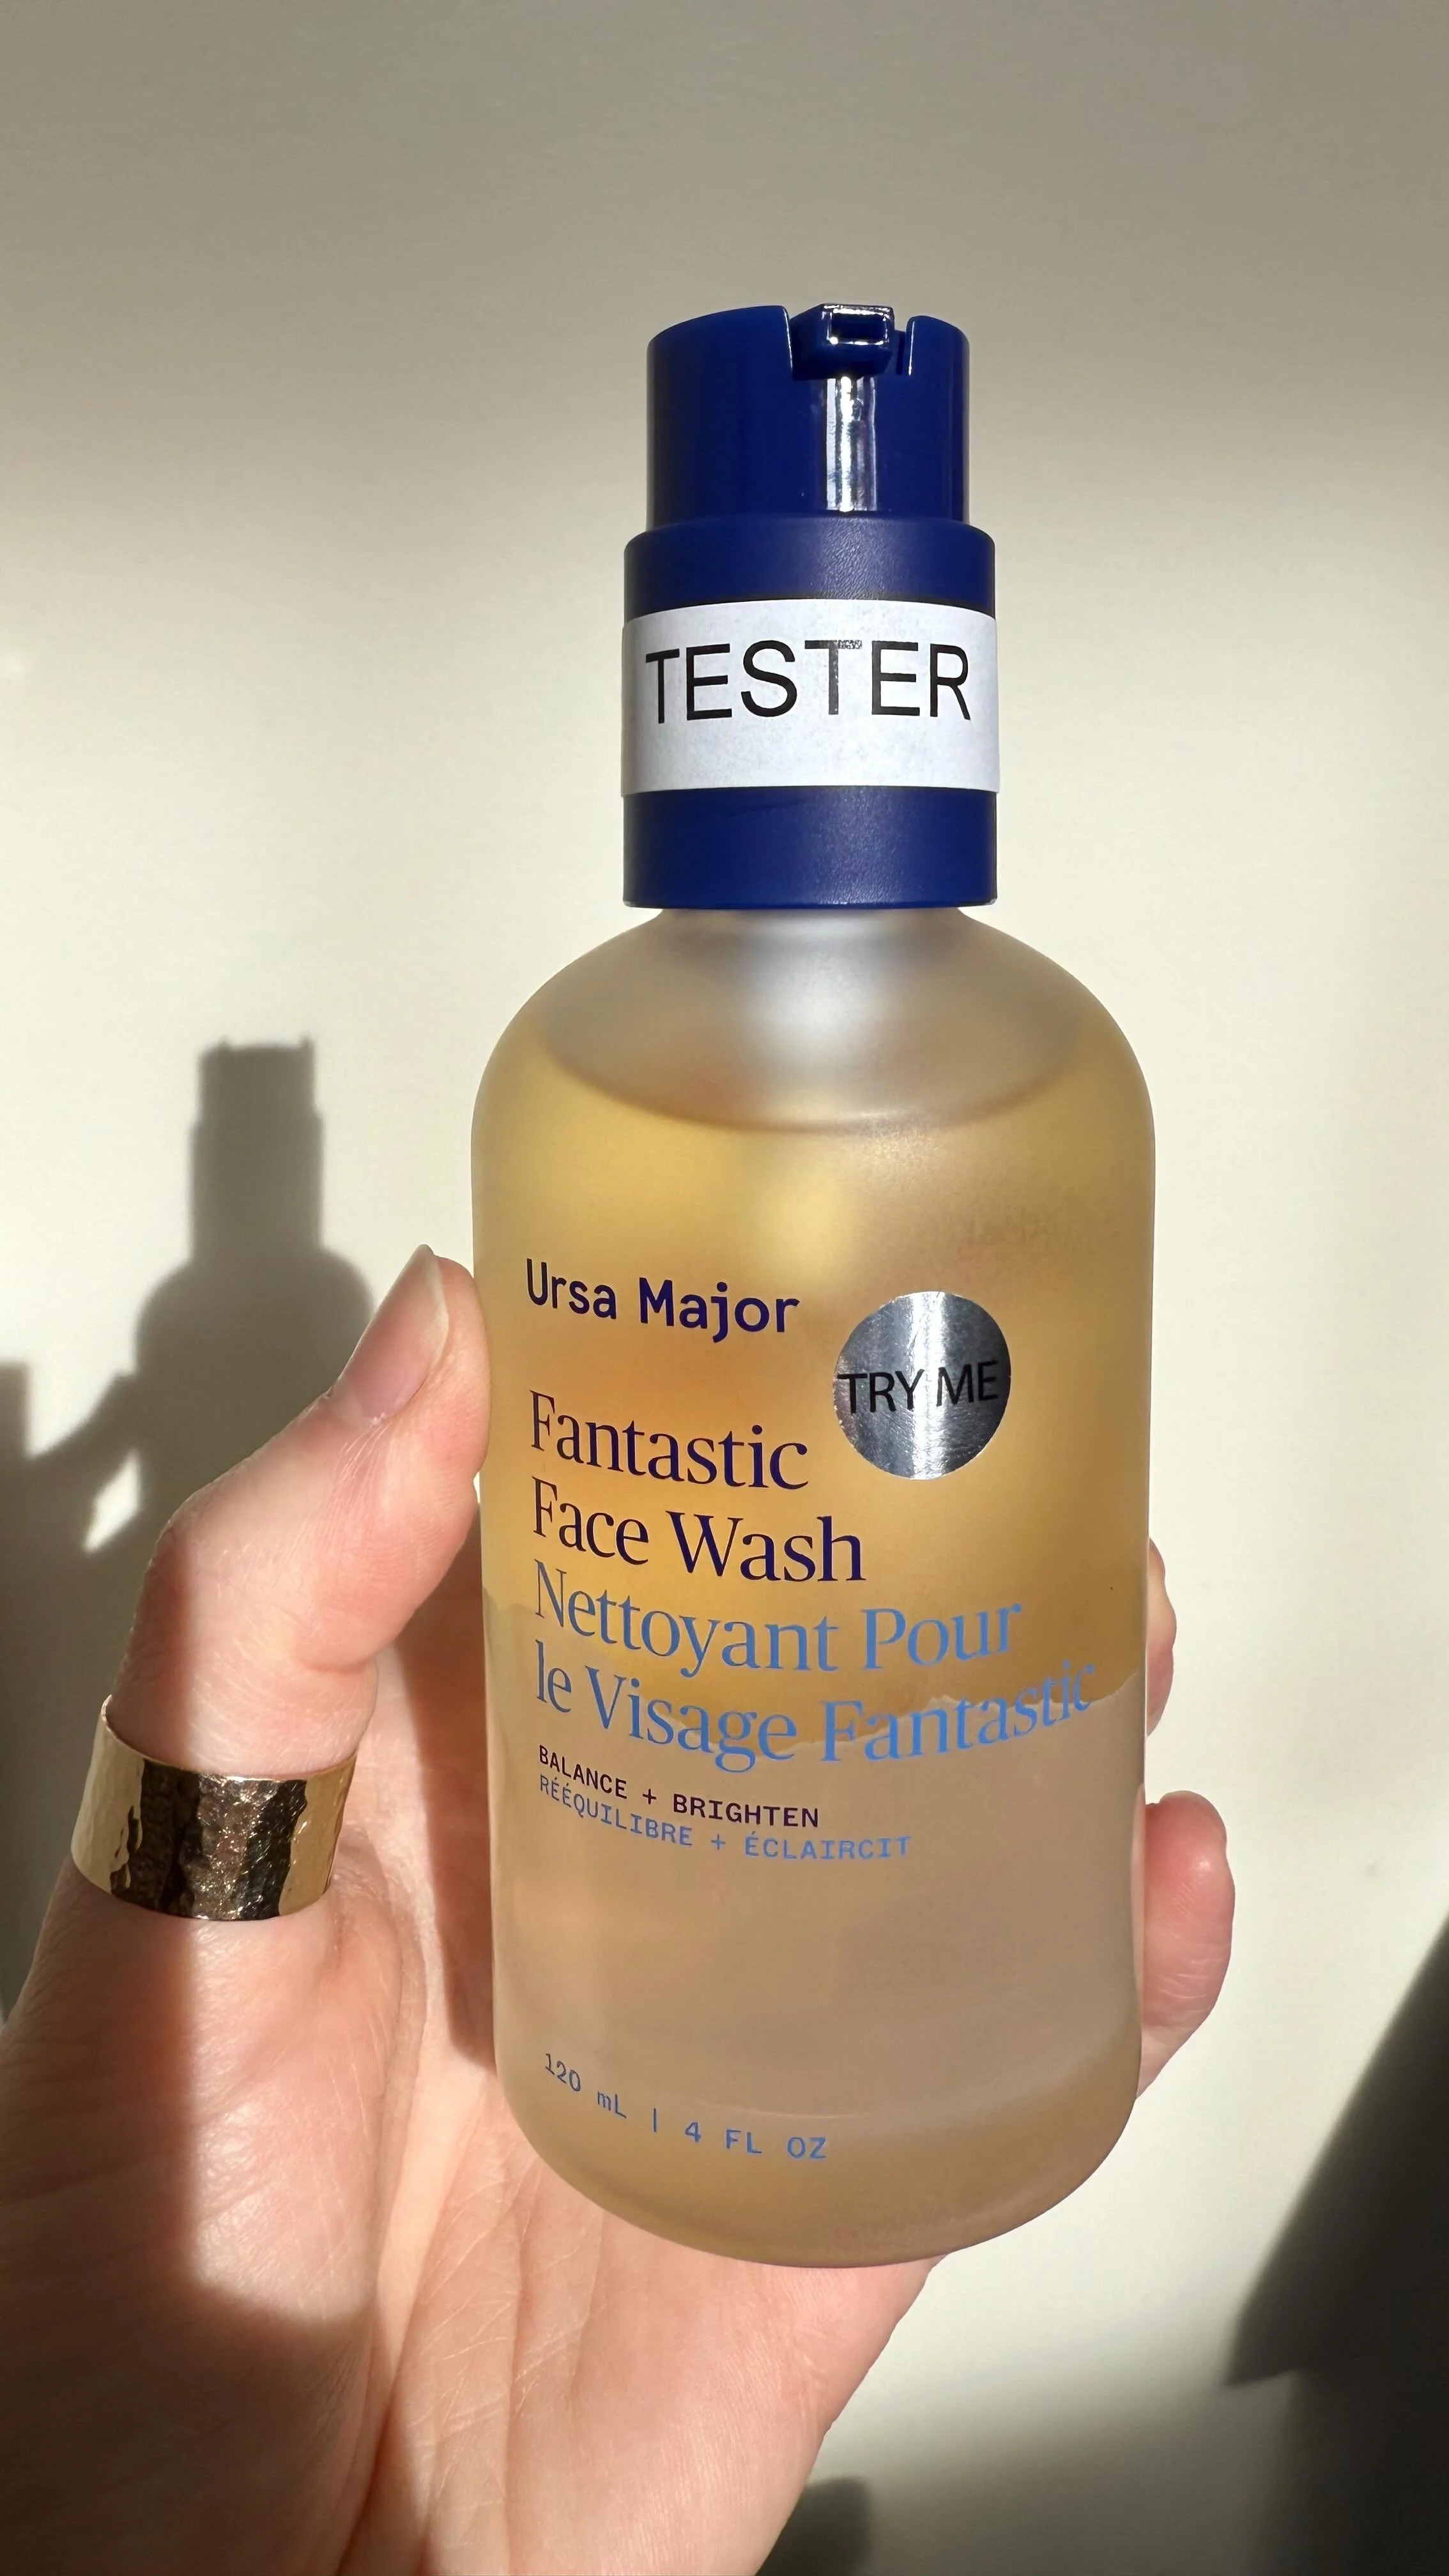 TESTER
Ursa Major
TRY ME
Fantastic
Face Wash
Nettoyant Pour
le Visage Fantastic
BALANCE + BRIGHTEN
RÉÉQUILIBRE + ÉCLAIRCIT
120 mL | 4 FL OZ